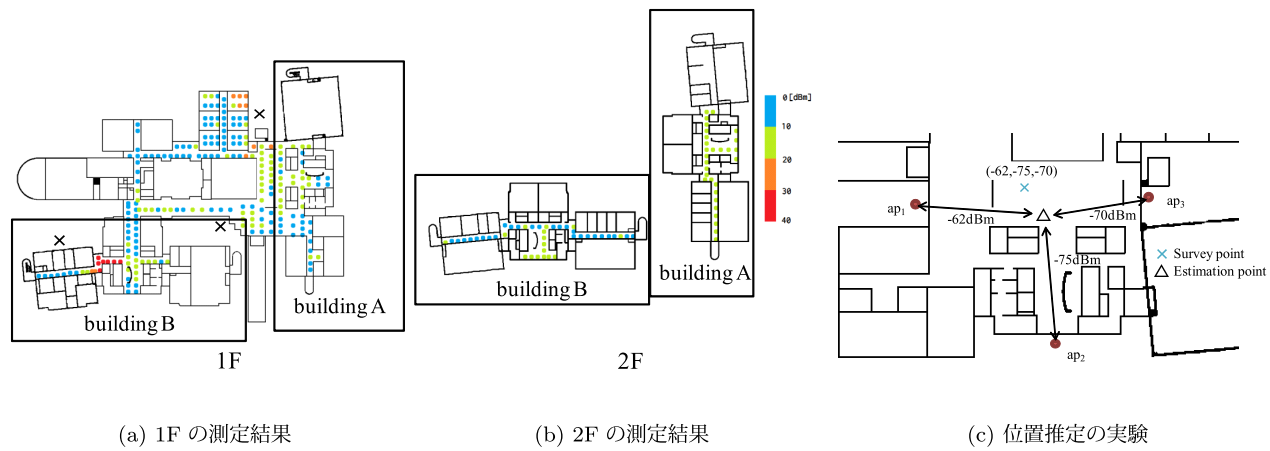 0[dBm]
10
20
30
40
building A
building B
1F
building A
building B
2F
(-62,-75,-70)
ap1
-62dBm
-70dBm
ap3
-75dBm
ap2
Survey point
Estimation point
(a) 1F の測定結果
(b) 2F の測定結果
(c) 位置推定の実験